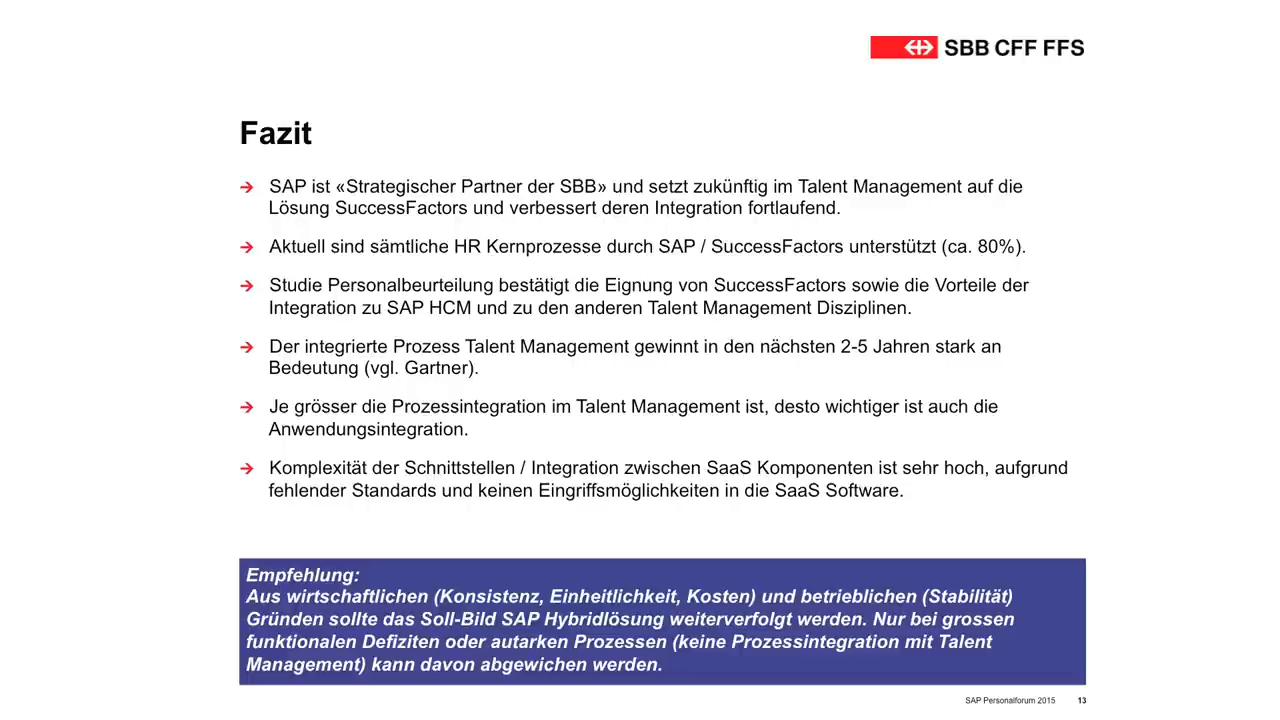 SBB CFF FFS
Fazit
→ SAP ist «Strategischer Partner der SBB» und setzt zukünftig im Talent Management auf die
Lösung SuccessFactors und verbessert deren Integration fortlaufend.
→ Aktuell sind sämtliche HR Kernprozesse durch SAP / SuccessFactors unterstützt (ca. 80%).
→ Studie Personalbeurteilung bestätigt die Eignung von SuccessFactors sowie die Vorteile der
Integration zu SAP HCM und zu den anderen Talent Management Disziplinen.
→ Der integrierte Prozess Talent Management gewinnt in den nächsten 2-5 Jahren stark an
Bedeutung (vgl. Gartner).
→ Je grösser die Prozessintegration im Talent Management ist, desto wichtiger ist auch die
Anwendungsintegration.
→ Komplexität der Schnittstellen / Integration zwischen SaaS Komponenten ist sehr hoch, aufgrund
fehlender Standards und keinen Eingriffsmöglichkeiten in die SaaS Software.
Empfehlung:
Aus wirtschaftlichen (Konsistenz, Einheitlichkeit, Kosten) und betrieblichen (Stabilität)
Gründen sollte das Soll-Bild SAP Hybridlösung weiterverfolgt werden. Nur bei grossen
funktionalen Defiziten oder autarken Prozessen (keine Prozessintegration mit Talent
Management) kann davon abgewichen werden.
SAP Personalforum 2015 13